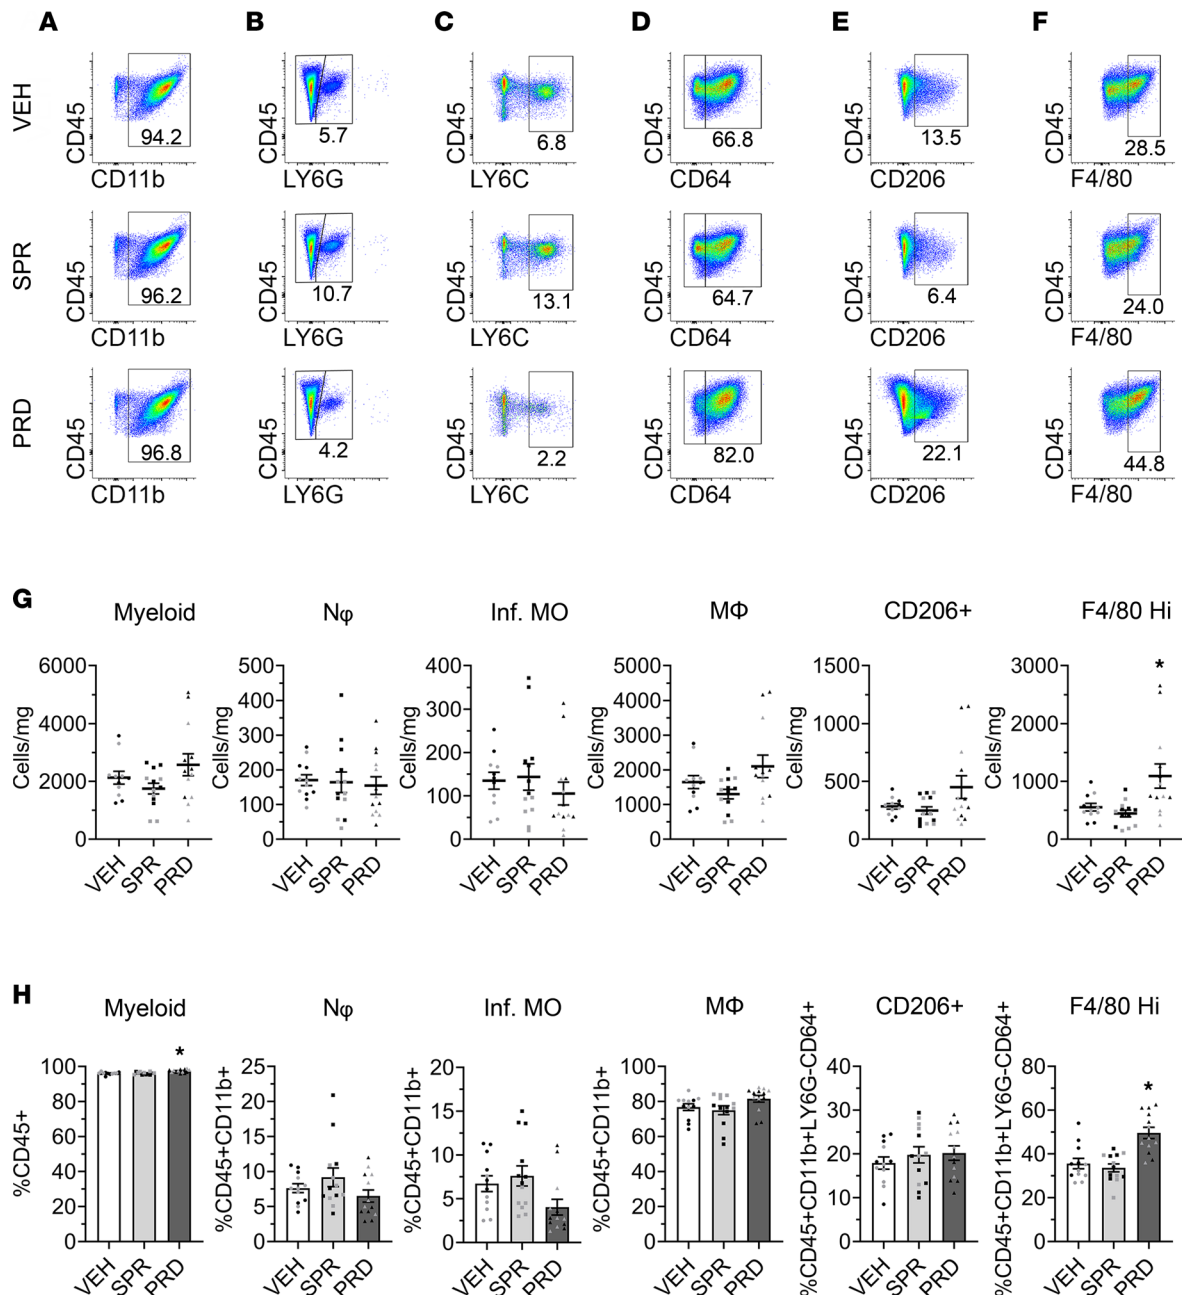 A B C D E F
VEH
CD45 CD45 CD45 CD45 CD45 CD45
94.2 5.7 6.8 66.8 13.5 28.5
CD11b LY6G LY6C CD64 CD206 F4/80
SPR
CD45 CD45 CD45 CD45 CD45 CD45
96.2 10.7 13.1 64.7 6.4 24.0
CD11b LY6G LY6C CD64 CD206 F4/80
PRD
CD45 CD45 CD45 CD45 CD45 CD45
96.8 4.2 2.2 82.0 22.1 44.8
CD11b LY6G LY6C CD64 CD206 F4/80
G
Myeloid
Cells/mg
6000
4000
2000
0
VEH SPR PRD
Nφ
Cells/mg
500
400
300
200
100
0
VEH SPR PRD
Inf. MO
Cells/mg
400
300
200
100
0
VEH SPR PRD
MΦ
Cells/mg
5000
4000
3000
2000
1000
0
VEH SPR PRD
CD206+
Cells/mg
1500
1000
500
0
VEH SPR PRD
F4/80 Hi
Cells/mg
3000
2000
1000
0
*
VEH SPR PRD
H
Myeloid
%CD45+
100
80
60
40
20
0
*
VEH SPR PRD
Nφ
%CD45+CD11b+
25
20
15
10
5
0
VEH SPR PRD
Inf. MO
%CD45+CD11b+
20
15
10
5
0
VEH SPR PRD
MΦ
%CD45+CD11b+
100
80
60
40
20
0
VEH SPR PRD
CD206+
%CD45+CD11b+LY6G-CD64+
40
30
20
10
0
VEH SPR PRD
F4/80 Hi
%CD45+CD11b+LY6G-CD64+
80
60
40
20
0
*
VEH SPR PRD